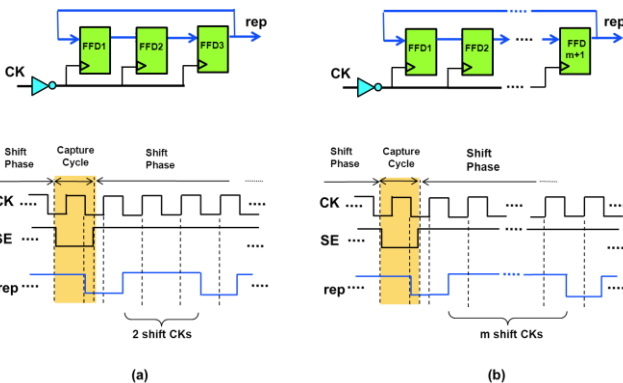 rep
FFD1
FFD2
FFD3
CK
Shift
Phase
Capture
Cycle
Shift
Phase
CK
SE
rep
2 shift CKs
(a)
rep
FFD1
FFD2
FFD
m+1
CK
Shift
Phase
Capture
Cycle
Shift
Phase
CK
SE
rep
m shift CKs
(b)